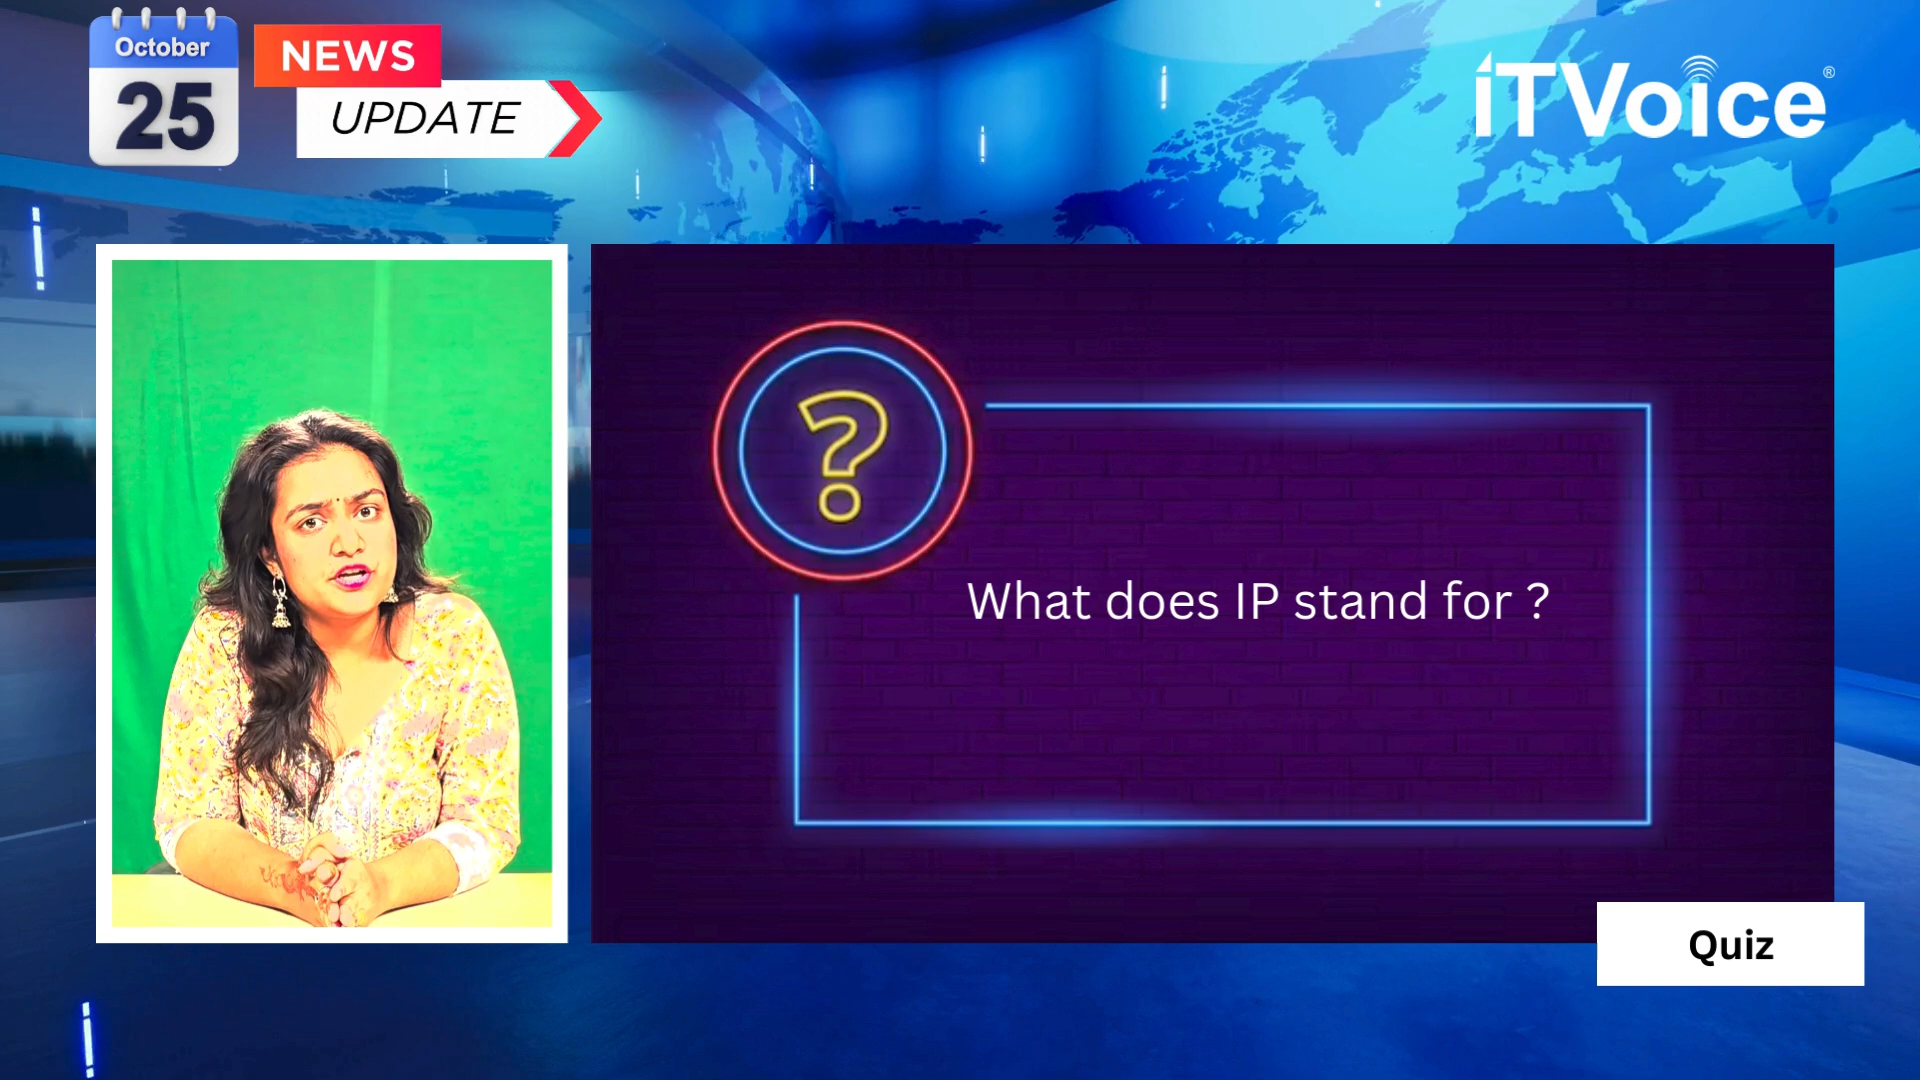 October
25
NEWS
UPDATE
iTVoice®
What does IP stand for ?
Quiz